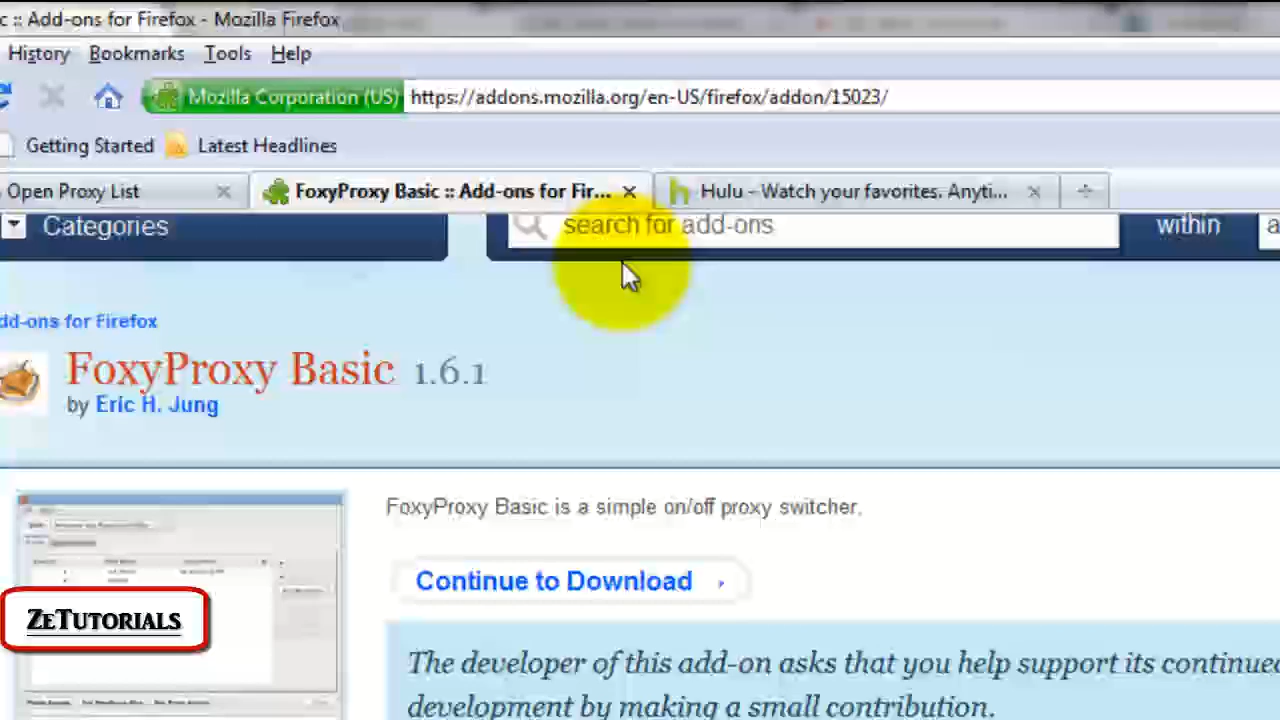 c :: Add-ons for Firefox - Mozilla Firefox
History Bookmarks Tools Help
Mozilla Corporation (US) https://addons.mozilla.org/en-US/firefox/addon/15023/
Getting Started Latest Headlines
Open Proxy List FoxyProxy Basic :: Add-ons for Fir... Hulu - Watch your favorites. Anyti...
Categories search for add-ons within a
dd-ons for Firefox
FoxyProxy Basic 1.6.1
by Eric H. Jung
FoxyProxy Basic is a simple on/off proxy switcher.
Continue to Download
ZeTutorials
The developer of this add-on asks that you help support its continued
development by making a small contribution.